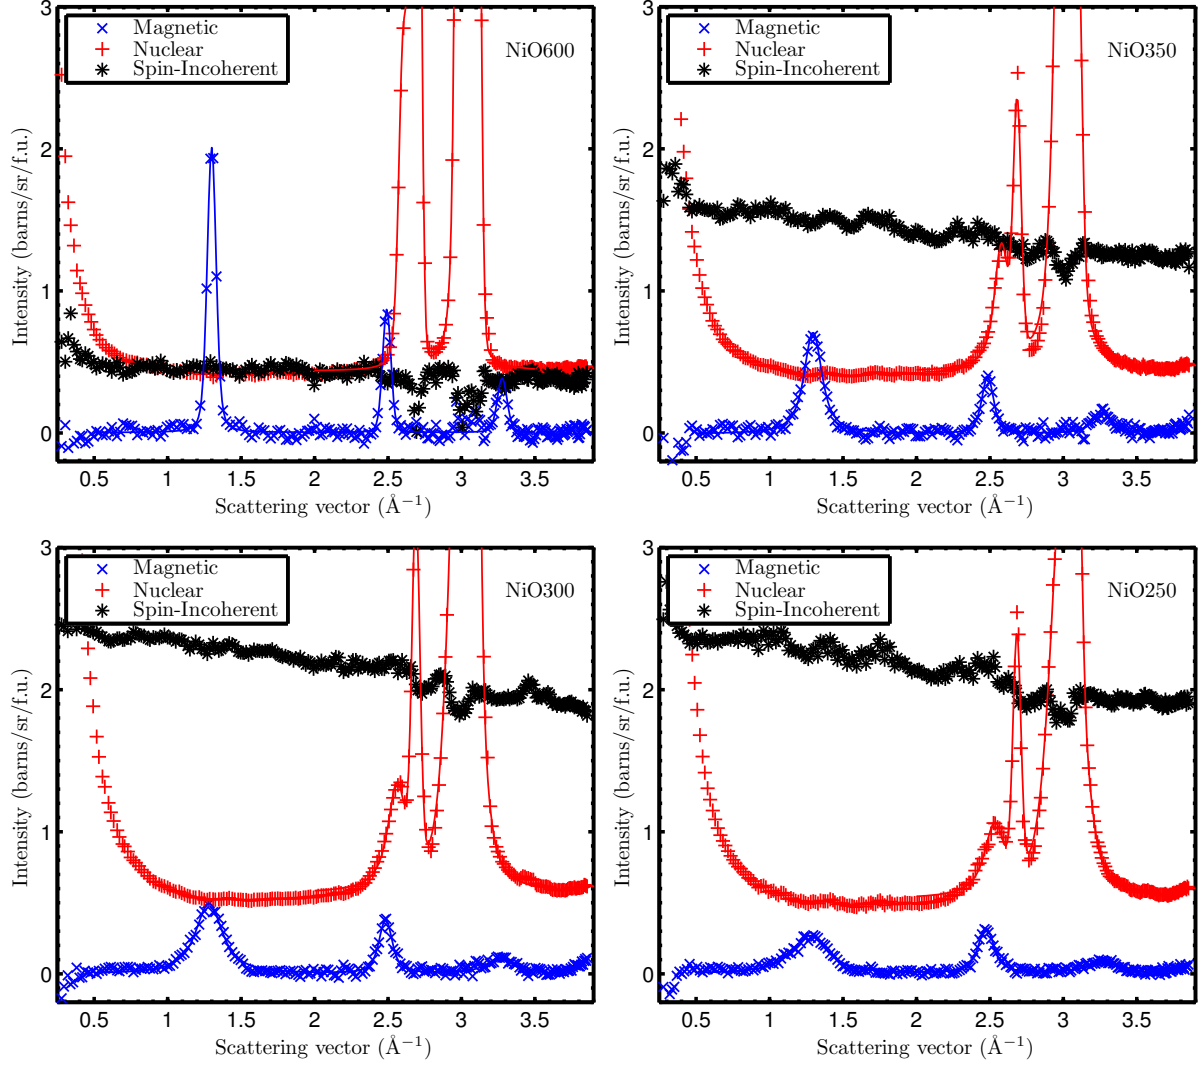 3
2
1
0
Intensity (barns/sr/f.u.)
Magnetic
Nuclear
Spin-Incoherent
NiO600
0.5 1 1.5 2 2.5 3 3.5
Scattering vector (Å⁻¹)
3
2
1
0
Intensity (barns/sr/f.u.)
Magnetic
Nuclear
Spin-Incoherent
NiO350
0.5 1 1.5 2 2.5 3 3.5
Scattering vector (Å⁻¹)
3
2
1
0
Intensity (barns/sr/f.u.)
Magnetic
Nuclear
Spin-Incoherent
NiO300
0.5 1 1.5 2 2.5 3 3.5
Scattering vector (Å⁻¹)
3
2
1
0
Intensity (barns/sr/f.u.)
Magnetic
Nuclear
Spin-Incoherent
NiO250
0.5 1 1.5 2 2.5 3 3.5
Scattering vector (Å⁻¹)